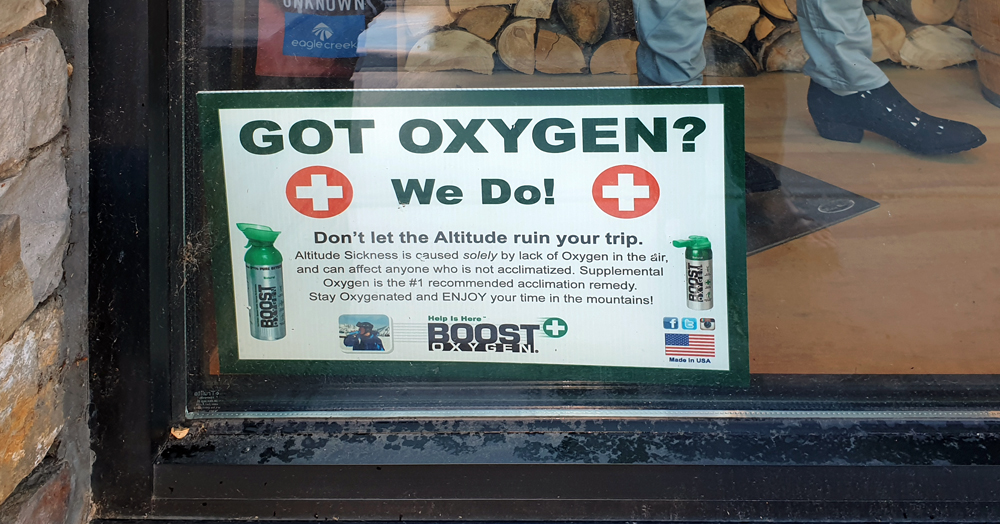 UNKNOWN
eaglecreek
GOT OXYGEN?
We Do!
Don't let the Altitude ruin your trip.
Altitude Sickness is caused solely by lack of Oxygen in the air,
and can affect anyone who is not acclimatized. Supplemental
Oxygen is the #1 recommended acclimation remedy.
Stay Oxygenated and ENJOY your time in the mountains!
BOOST
BOOST
Help Is Here™
BOOST
OXYGEN.
Made in USA